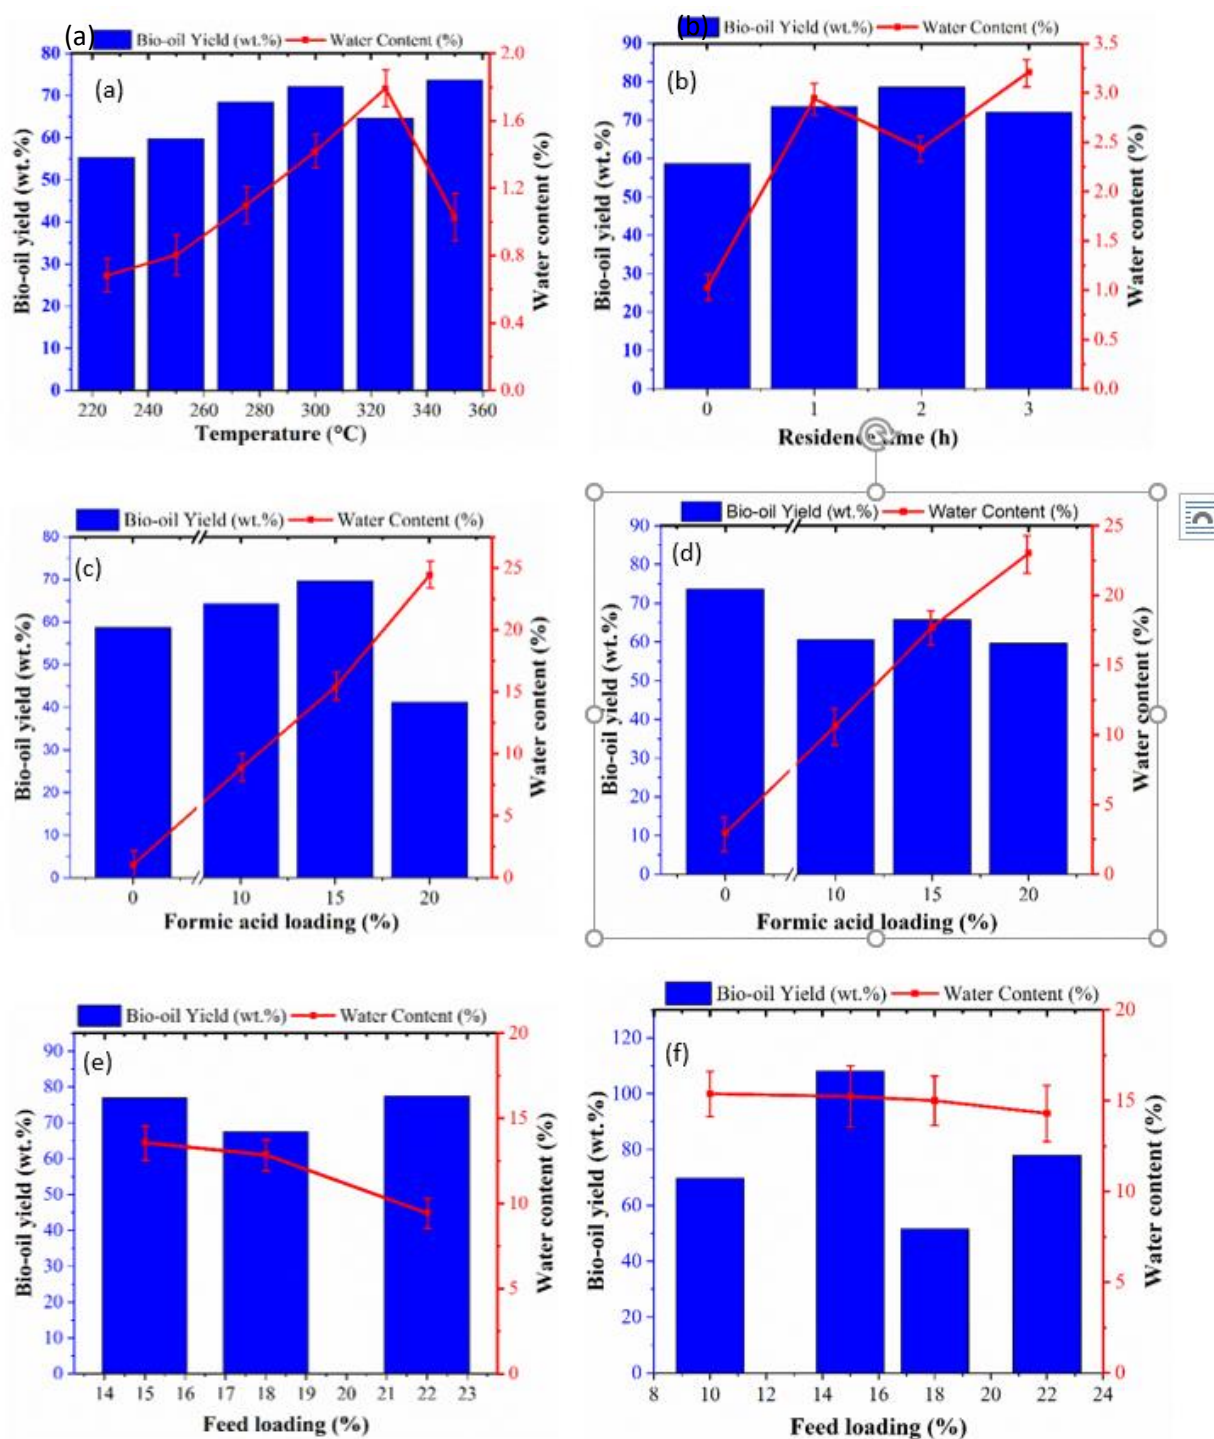 (a)
Bio-oil Yield (wt.%) Water Content (%)
(a)
Bio-oil yield (wt.%)
80
70
60
50
40
30
20
10
0
2.0
1.6
1.2
0.8
0.4
0.0
Water content (%)
220 240 260 280 300 320 340 360
Temperature (°C)
(b)
Bio-oil Yield (wt.%) Water Content (%)
(b)
Bio-oil yield (wt.%)
90
80
70
60
50
40
30
20
10
0
3.5
3.0
2.5
2.0
1.5
1.0
0.5
0.0
Water content (%)
0 1 2 3
Residence time (h)
Bio-oil Yield (wt.%) Water Content (%)
(c)
Bio-oil yield (wt.%)
80
70
60
50
40
30
20
10
0
25
20
15
10
5
0
Water content (%)
0 10 15 20
Formic acid loading (%)
Bio-oil Yield (wt.%) Water Content (%)
(d)
Bio-oil yield (wt.%)
90
80
70
60
50
40
30
20
10
0
25
20
15
10
5
0
Water content (%)
0 10 15 20
Formic acid loading (%)
Bio-oil Yield (wt.%) Water Content (%)
(e)
Bio-oil yield (wt.%)
90
80
70
60
50
40
30
20
10
0
20
15
10
5
0
Water content (%)
14 15 16 17 18 19 20 21 22 23
Feed loading (%)
Bio-oil Yield (wt.%) Water Content (%)
(f)
Bio-oil yield (wt.%)
120
100
80
60
40
20
0
20
15
10
5
0
Water content (%)
8 10 12 14 16 18 20 22 24
Feed loading (%)